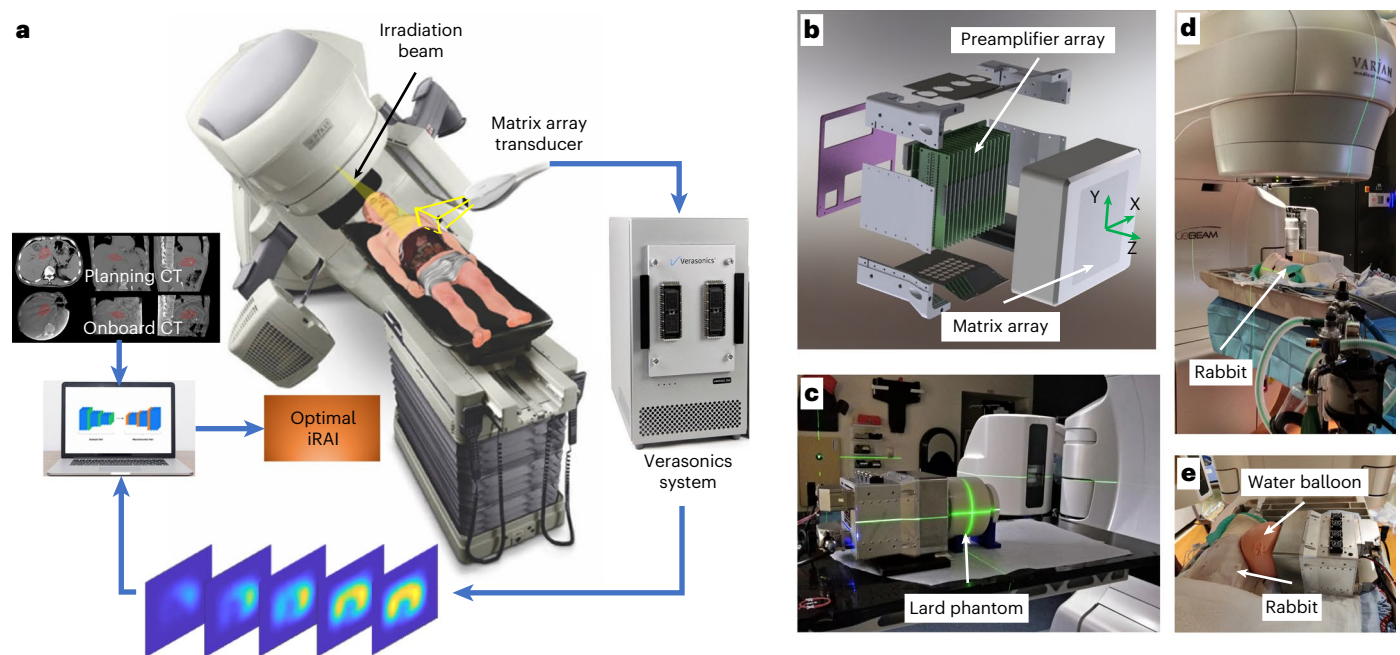 a
Irradiation
beam
Matrix array
transducer
Verasonics
Planning CT
Onboard CT
Optimal
iRAI
Verasonics
system
b
Preamplifier array
Y
X
Z
Matrix array
c
Lard phantom
d
VARIAN
Rabbit
e
Water balloon
Rabbit